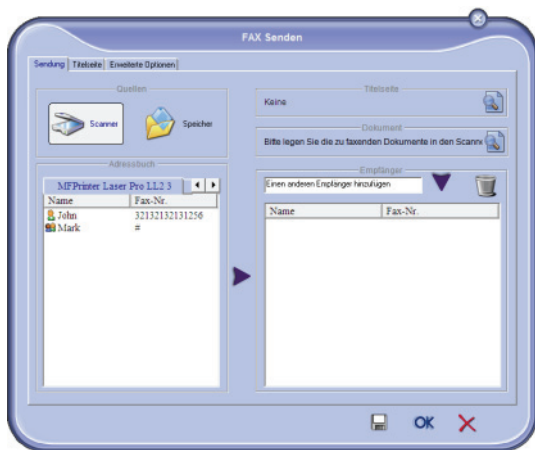 FAX Senden
Sendung Titelseite Erweiterte Optionen
Quellen
Scanner Speicher
Adressbuch
MFPrinter Laser Pro LL2 3
Name Fax-Nr.
John 32132132131256
Mark #
Titelseite
Keine
Dokument
Bitte legen Sie die zu faxenden Dokumente in den Scanne
Empfänger
Einen anderen Empfänger hinzufügen
Name Fax-Nr.
OK